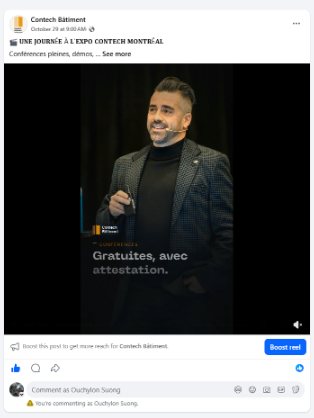 Contech Bâtiment
October 29 at 9:00 AM
UNE JOURNÉE À L'EXPO CONTECH MONTRÉAL
Conférences pleines, démos, ... See more
Contech
Bâtiment
CONFÉRENCES
Gratuites, avec
attestation.
Boost this post to get more reach for Contech Bâtiment.
Boost reel
Comment as Ouchylon Suong
You're commenting as Ouchylon Suong.